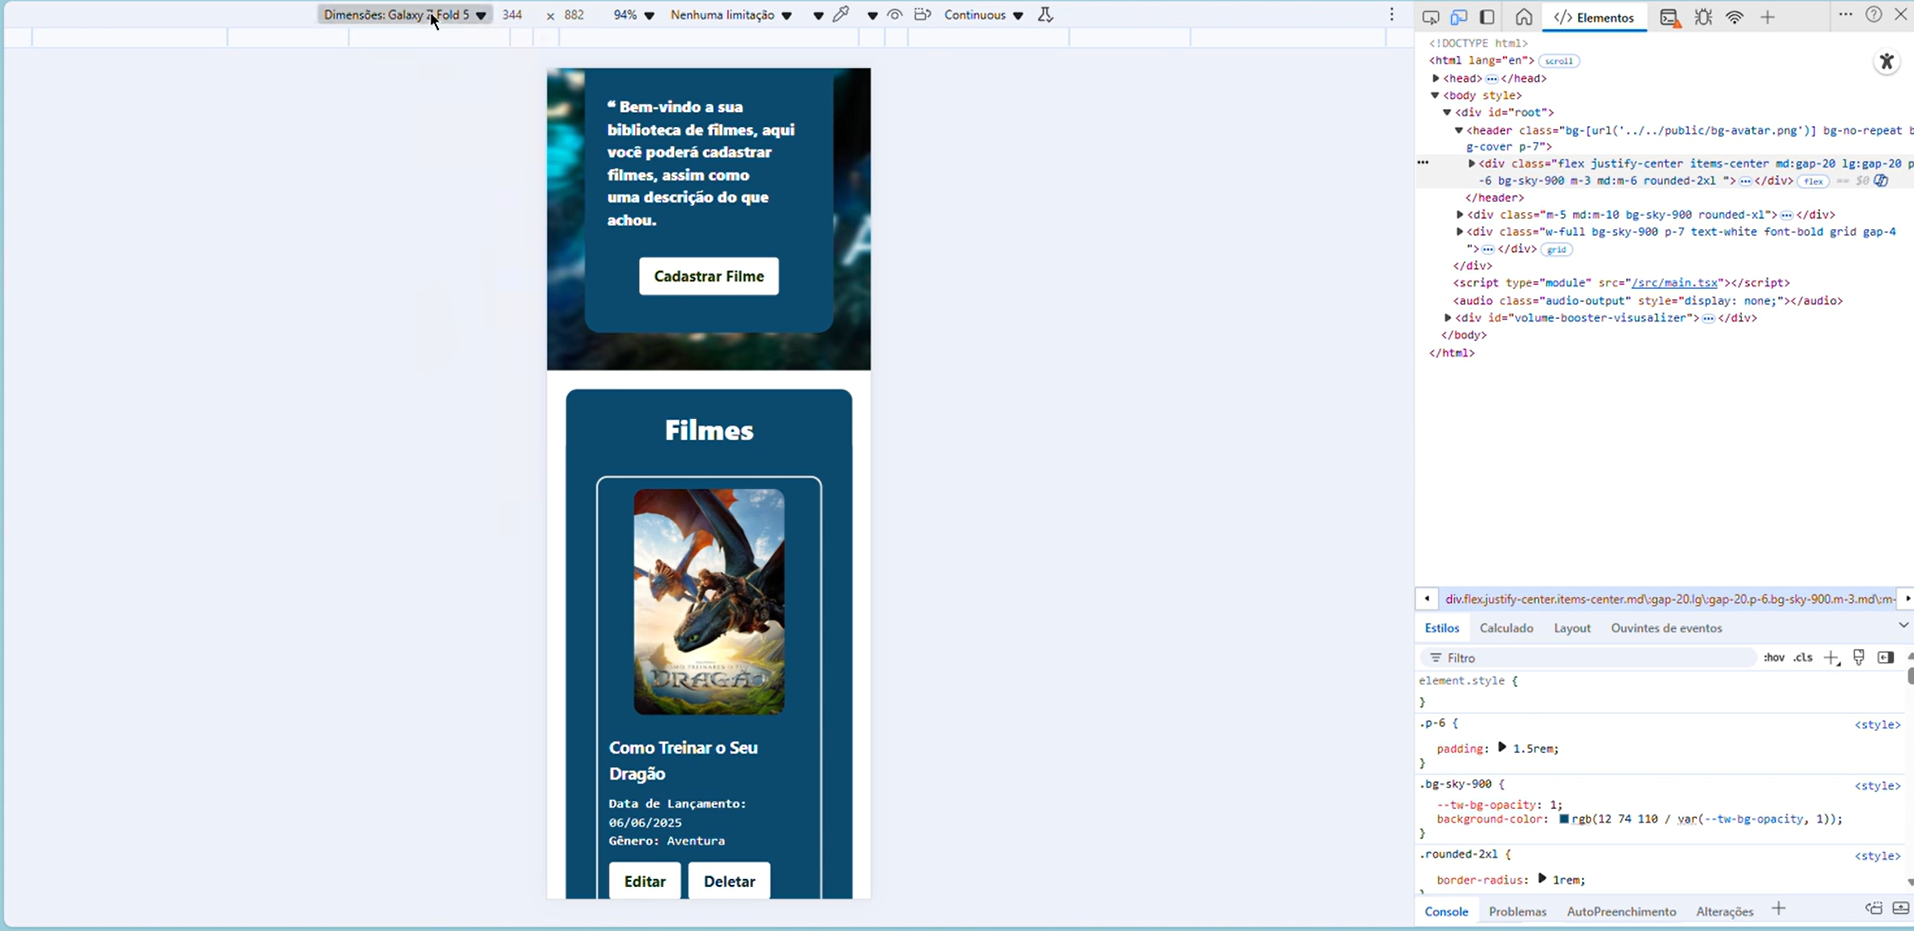 Dimensões: Galaxy Z Fold 5 344 × 882 94% Nenhuma limitação Continuous
❝ Bem-vindo a sua
biblioteca de filmes, aqui
você poderá cadastrar
filmes, assim como
uma descrição do que
achou.
Cadastrar Filme
Filmes
COMO TREINAR O SEU
DRAGÃO
Como Treinar o Seu
Dragão
Data de Lançamento:
06/06/2025
Gênero: Aventura
Editar Deletar
</> Elementos
<!DOCTYPE html>
<html lang="en"> scroll
<head> ••• </head>
<body style>
<div id="root">
<header class="bg-[url('../../public/bg-avatar.png')] bg-no-repeat b
g-cover p-7">
<div class="flex justify-center items-center md:gap-20 lg:gap-20 p
-6 bg-sky-900 m-3 md:m-6 rounded-2xl "> ••• </div> flex == $0
</header>
<div class="m-5 md:m-10 bg-sky-900 rounded-xl"> ••• </div>
<div class="w-full bg-sky-900 p-7 text-white font-bold grid gap-4
"> ••• </div> grid
</div>
<script type="module" src="/src/main.tsx"></script>
<audio class="audio-output" style="display: none;"></audio>
<div id="volume-booster-visusalizer"> ••• </div>
</body>
</html>
div.flex.justify-center.items-center.md\:gap-20.lg\:gap-20.p-6.bg-sky-900.m-3.md\:m-
Estilos Calculado Layout Ouvintes de eventos
Filtro :hov .cls
element.style {
}
.p-6 { <style>
padding: 1.5rem;
}
.bg-sky-900 { <style>
--tw-bg-opacity: 1;
background-color: rgb(12 74 110 / var(--tw-bg-opacity, 1));
}
.rounded-2xl { <style>
border-radius: 1rem;
}
Console Problemas AutoPreenchimento Alterações